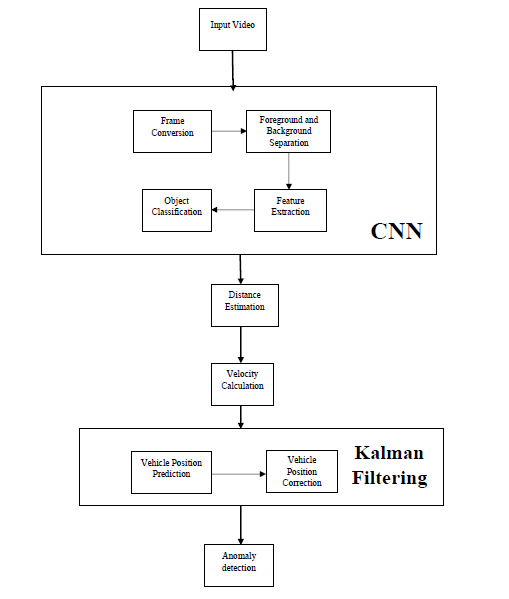 Input Video
Frame
Conversion
Foreground and
Background
Separation
Object
Classification
Feature
Extraction
CNN
Distance
Estimation
Velocity
Calculation
Vehicle Position
Prediction
Vehicle
Position
Correction
Kalman
Filtering
Anomaly
detection